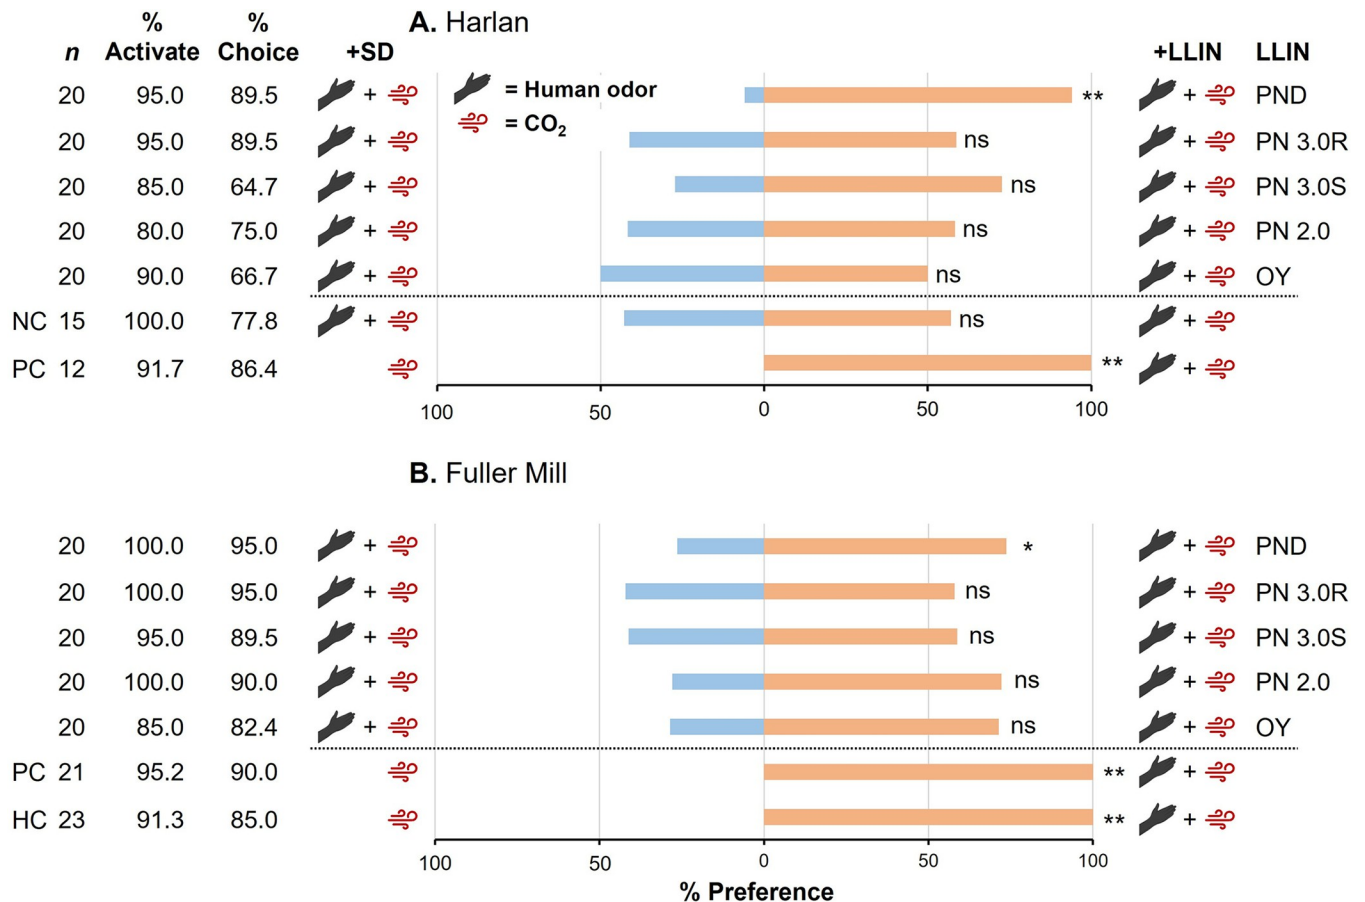 % %
n Activate Choice +SD A. Harlan +LLIN LLIN
= Human odor
= CO2
20 95.0 89.5 + ** + PND
20 95.0 89.5 + ns + PN 3.0R
20 85.0 64.7 + ns + PN 3.0S
20 80.0 75.0 + ns + PN 2.0
20 90.0 66.7 + ns + OY
NC 15 100.0 77.8 + ns +
PC 12 91.7 86.4 ** +
100 50 0 50 100
B. Fuller Mill
20 100.0 95.0 + * + PND
20 100.0 95.0 + ns + PN 3.0R
20 95.0 89.5 + ns + PN 3.0S
20 100.0 90.0 + ns + PN 2.0
20 85.0 82.4 + ns + OY
PC 21 95.2 90.0 ** +
HC 23 91.3 85.0 ** +
100 50 0 50 100
% Preference